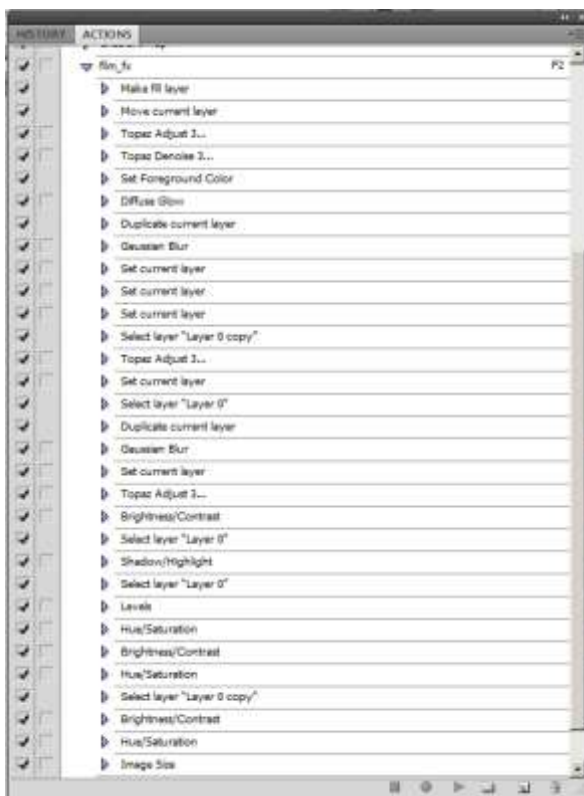 HISTORY ACTIONS
film_fx F2
Make fill layer
Move current layer
Topaz Adjust 3...
Topaz Denoise 3...
Set Foreground Color
Diffuse Glow
Duplicate current layer
Gaussian Blur
Set current layer
Set current layer
Set current layer
Select layer "Layer 0 copy"
Topaz Adjust 3...
Set current layer
Select layer "Layer 0"
Duplicate current layer
Gaussian Blur
Set current layer
Topaz Adjust 3...
Brightness/Contrast
Select layer "Layer 0"
Shadow/Highlight
Select layer "Layer 0"
Levels
Hue/Saturation
Brightness/Contrast
Hue/Saturation
Select layer "Layer 0 copy"
Brightness/Contrast
Hue/Saturation
Image Size